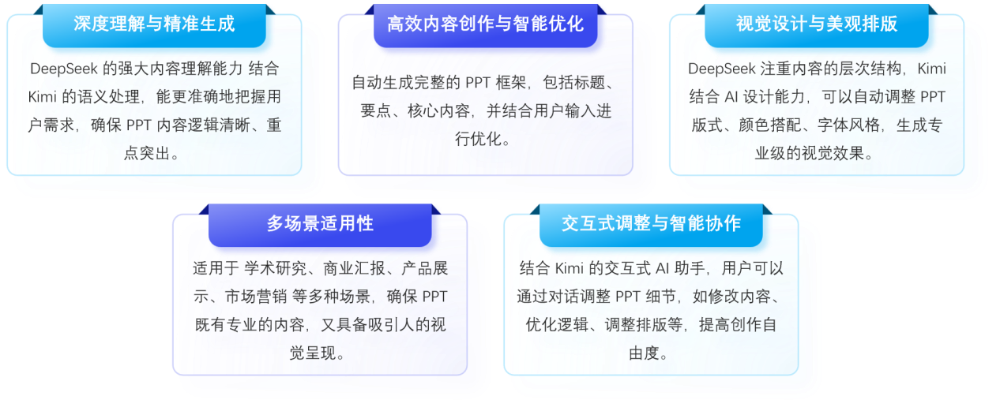 深度理解与精准生成
DeepSeek 的强大内容理解能力 结合
Kimi 的语义处理，能更准确地把握用
户需求，确保 PPT 内容逻辑清晰、重
点突出。
高效内容创作与智能优化
自动生成完整的 PPT 框架，包括标题、
要点、核心内容，并结合用户输入进
行优化。
视觉设计与美观排版
DeepSeek 注重内容的层次结构，Kimi
结合 AI 设计能力，可以自动调整 PPT
版式、颜色搭配、字体风格，生成专
业级的视觉效果。
多场景适用性
适用于 学术研究、商业汇报、产品展
示、市场营销 等多种场景，确保 PPT
既有专业的内容，又具备吸引人的视
觉呈现。
交互式调整与智能协作
结合 Kimi 的交互式 AI 助手，用户可以
通过对话调整 PPT 细节，如修改内容、
优化逻辑、调整排版等，提高创作自
由度。